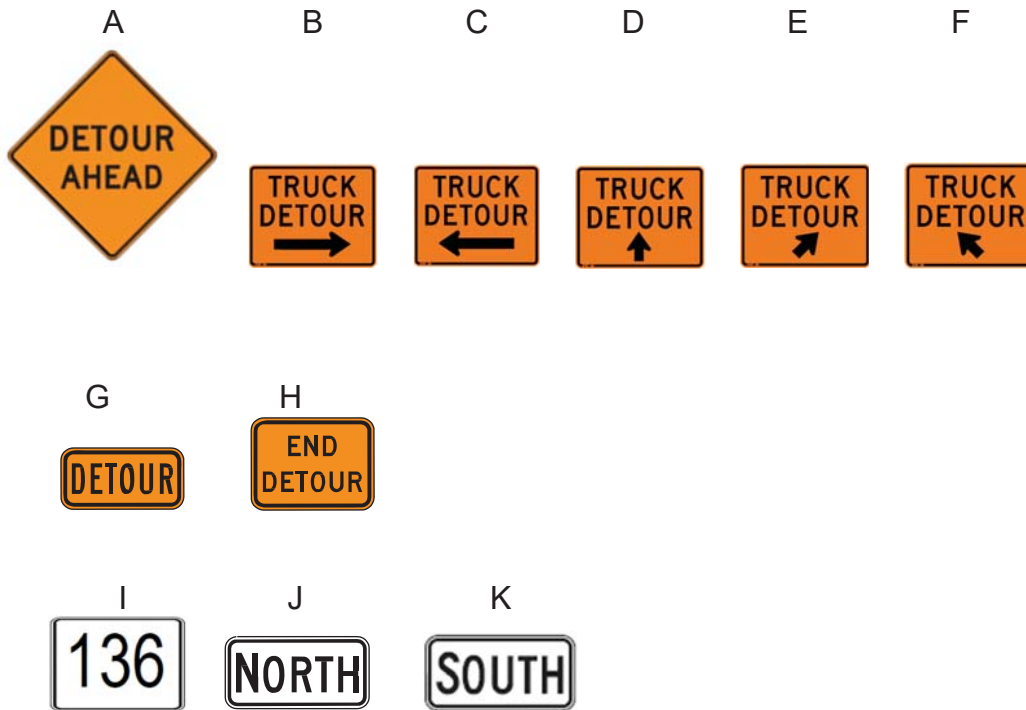 A B C D E F
DETOUR
AHEAD
TRUCK
DETOUR
TRUCK
DETOUR
TRUCK
DETOUR
TRUCK
DETOUR
TRUCK
DETOUR
G H
DETOUR
END
DETOUR
I J K
136
NORTH
SOUTH